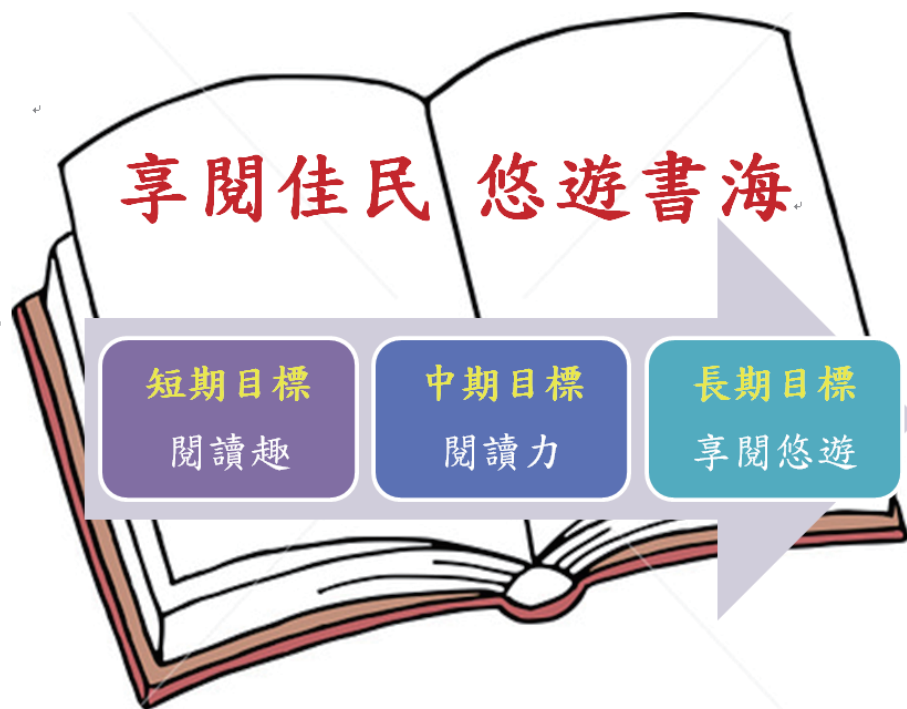 享閱佳民 悠遊書海
短期目標
閱讀趣
中期目標
閱讀力
長期目標
享閱悠遊